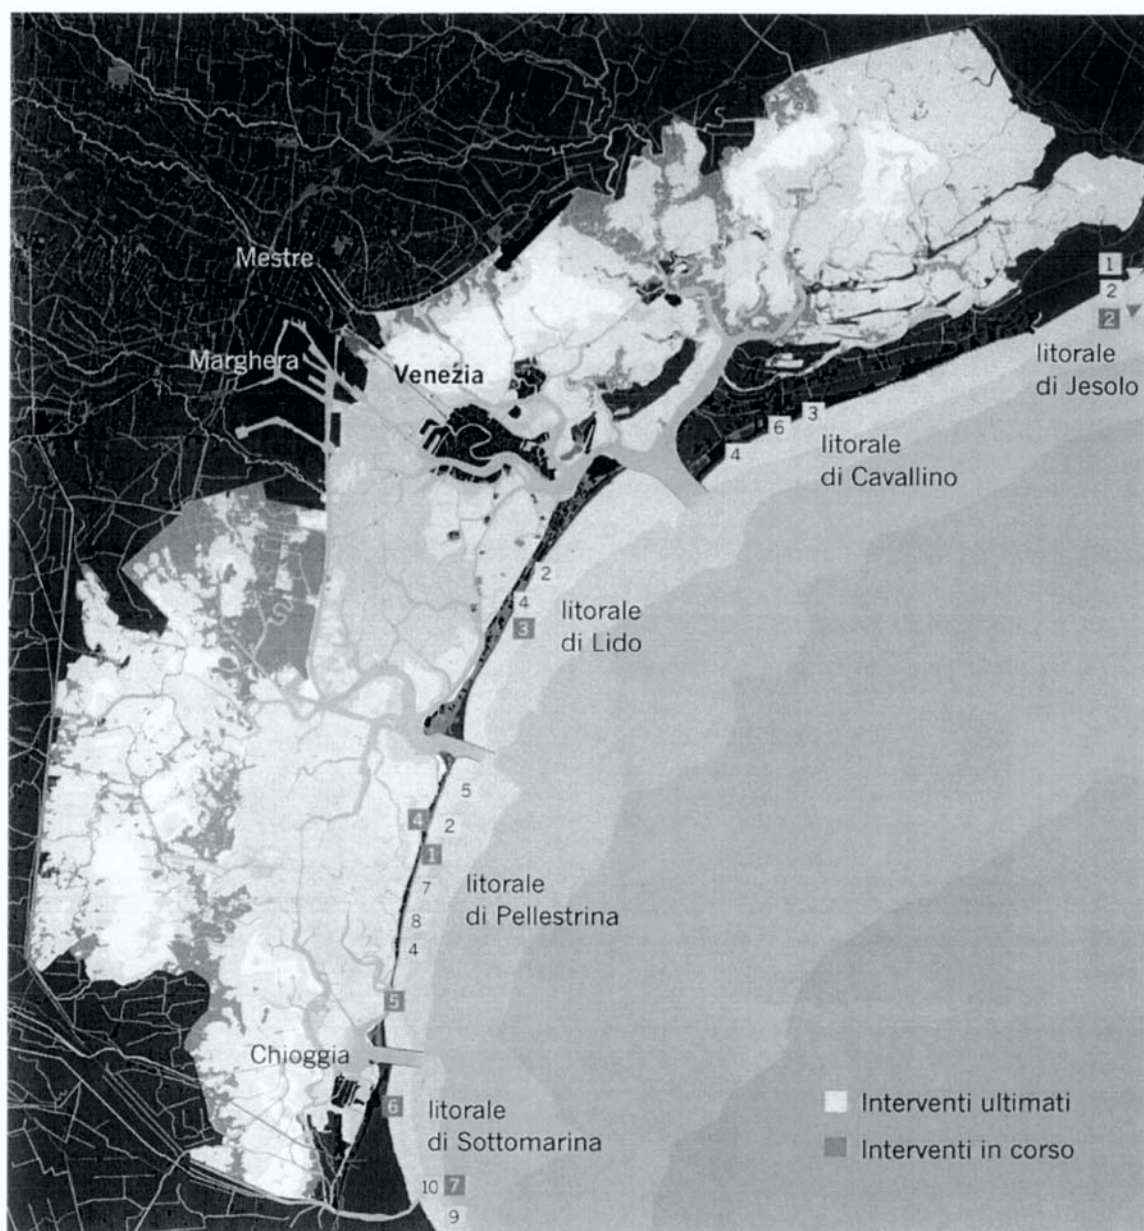 Mestre
Marghera
Venezia
1
2
2
litorale
di Jesolo
3
6
4
litorale
di Cavallino
2
4
3
litorale
di Lido
5
4
2
1
7
litorale
di Pellestrina
8
4
5
Chioggia
6
litorale
di Sottomarina
10
7
9
Interventi ultimati
Interventi in corso